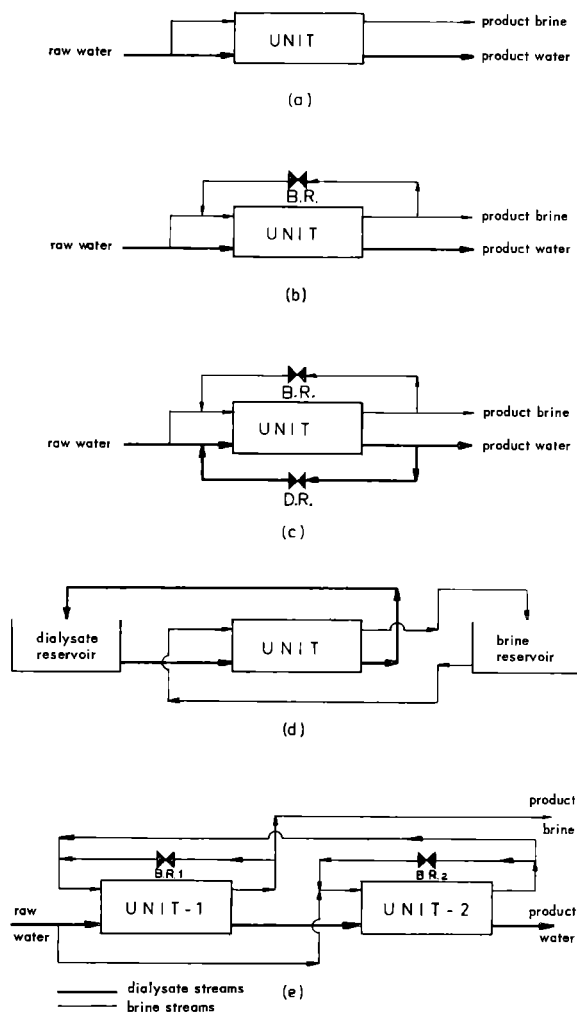 raw water
UNIT
product brine
product water
(a)
B.R.
raw water
UNIT
product brine
product water
(b)
B.R.
raw water
UNIT
product brine
product water
D.R.
(c)
dialysate
reservoir
UNIT
brine
reservoir
(d)
product
brine
B.R.1
B.R.2
UNIT-1
UNIT-2
raw
water
product
water
dialysate streams
brine streams
(e)